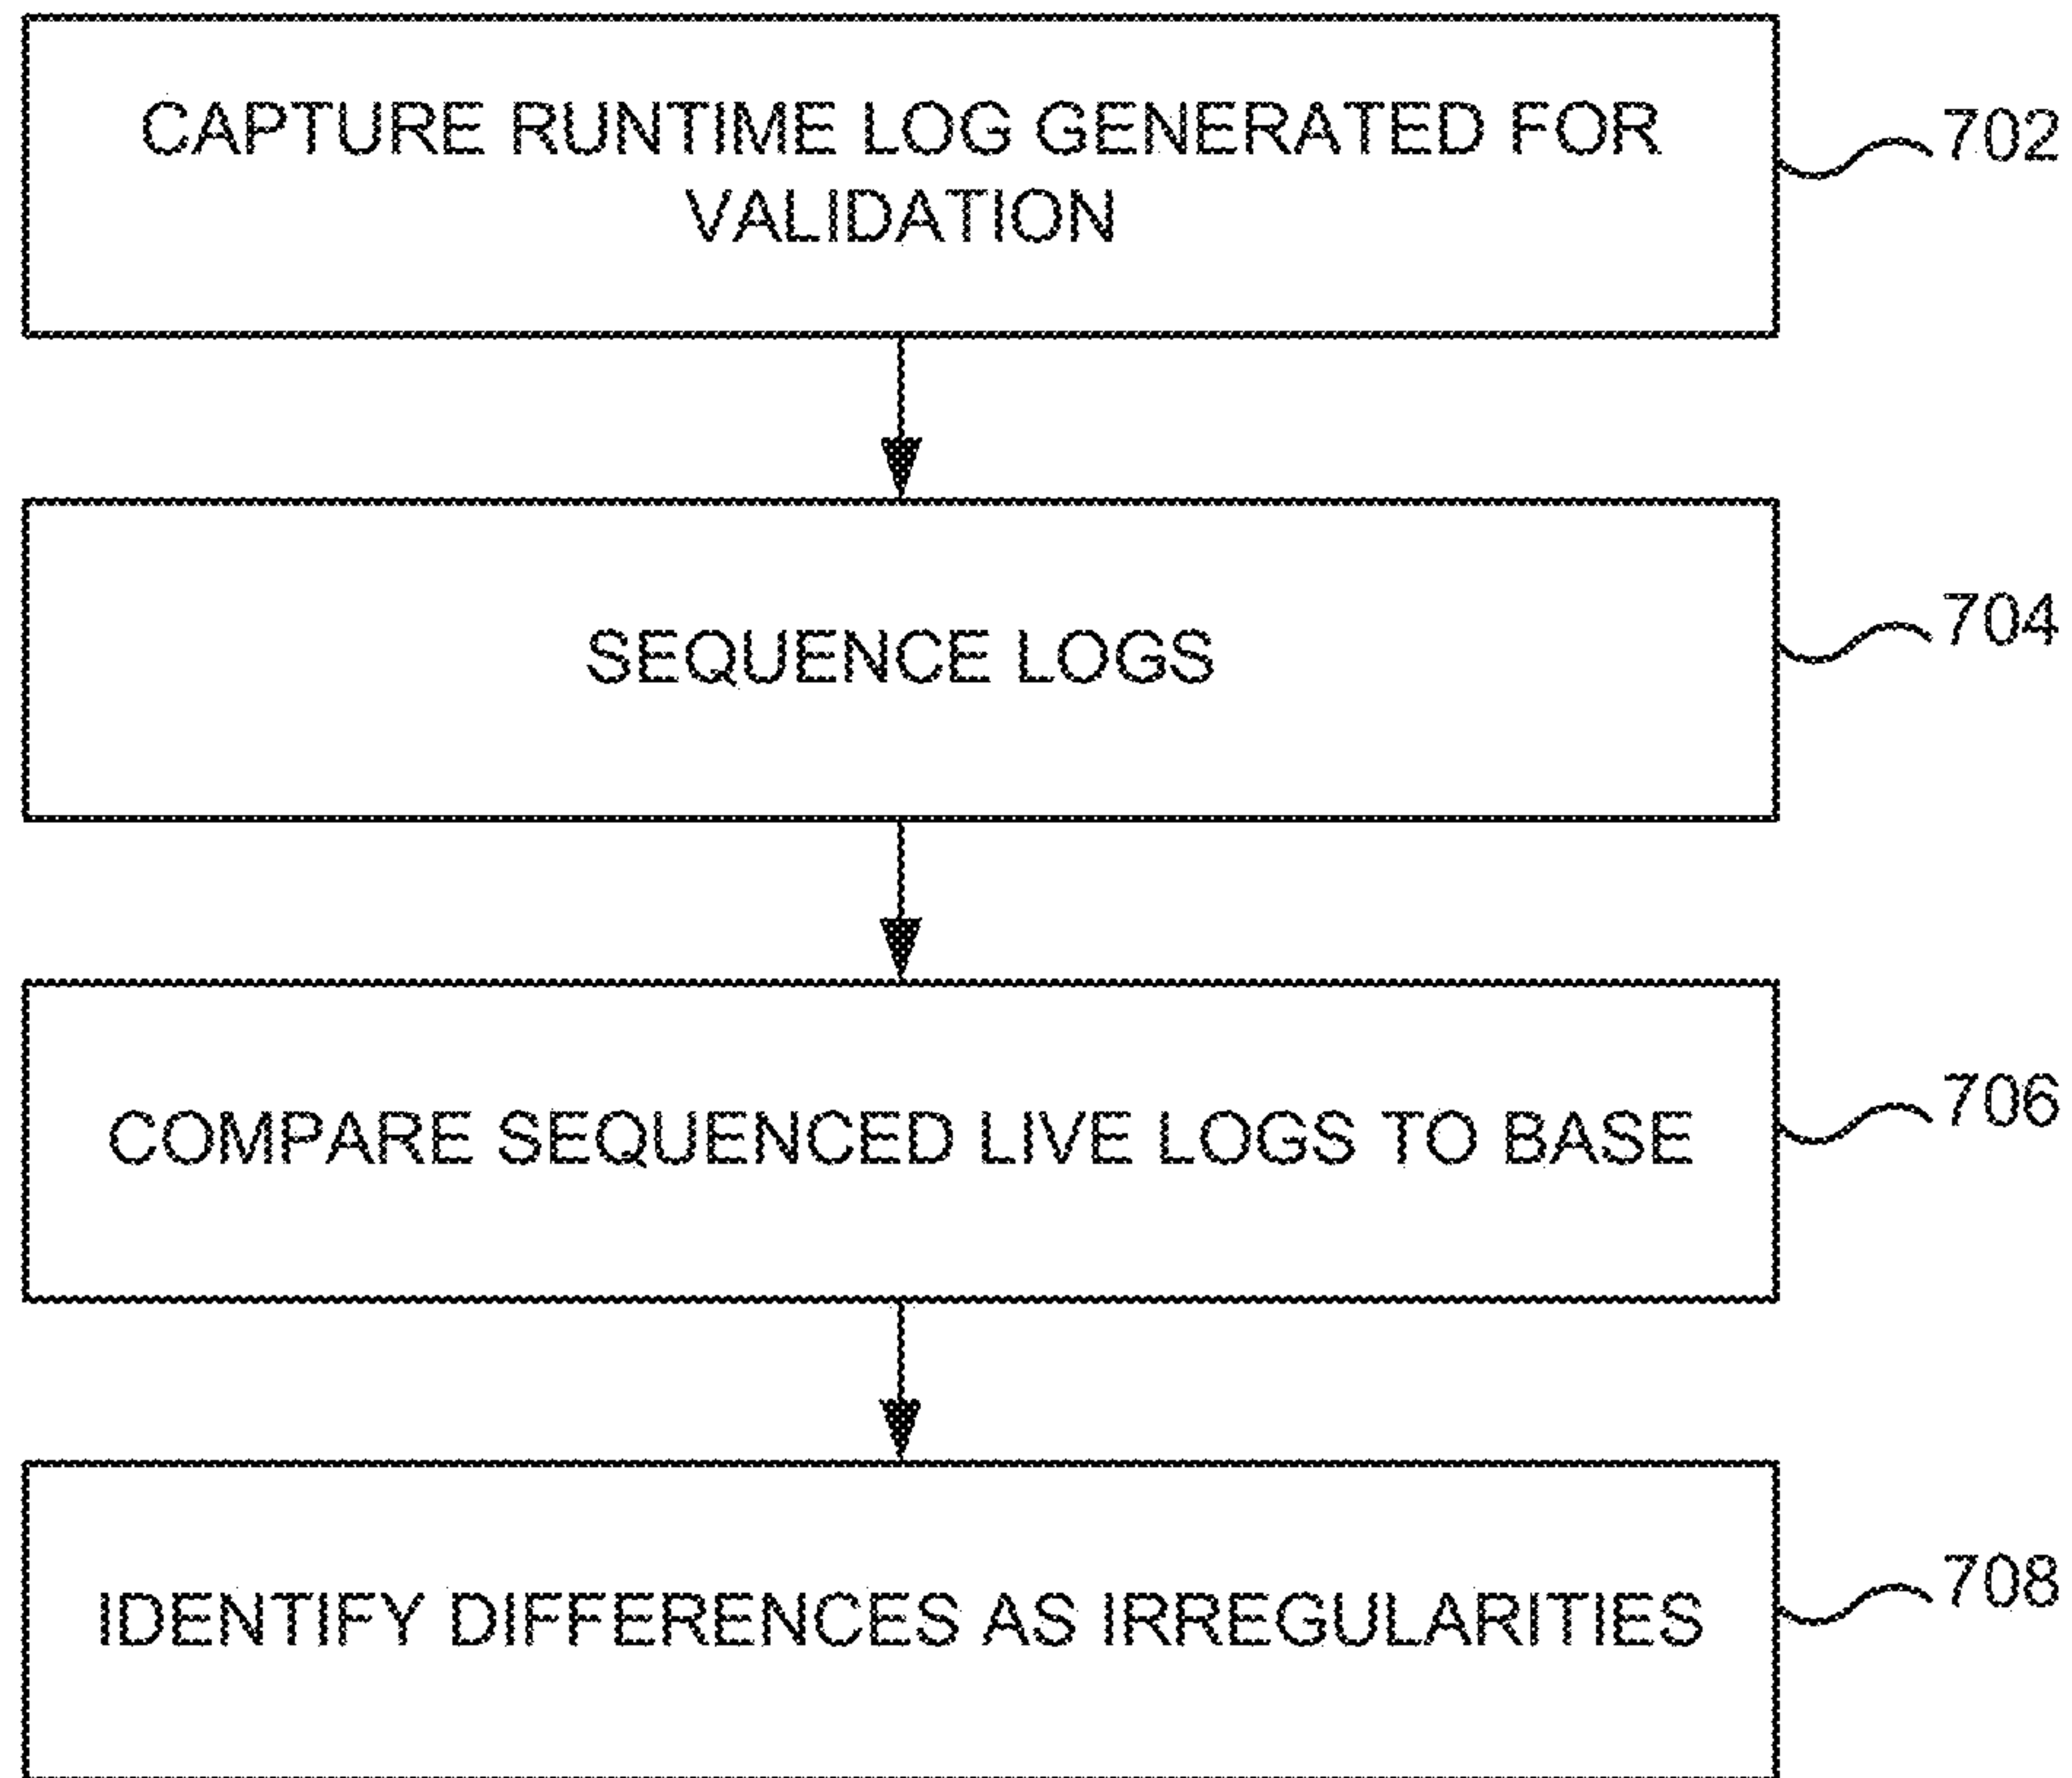 CAPTURE RUNTIME LOG GENERATED FOR
VALIDATION
702
SEQUENCE LOGS
704
COMPARE SEQUENCED LIVE LOGS TO BASE
706
IDENTIFY DIFFERENCES AS IRREGULARITIES
708